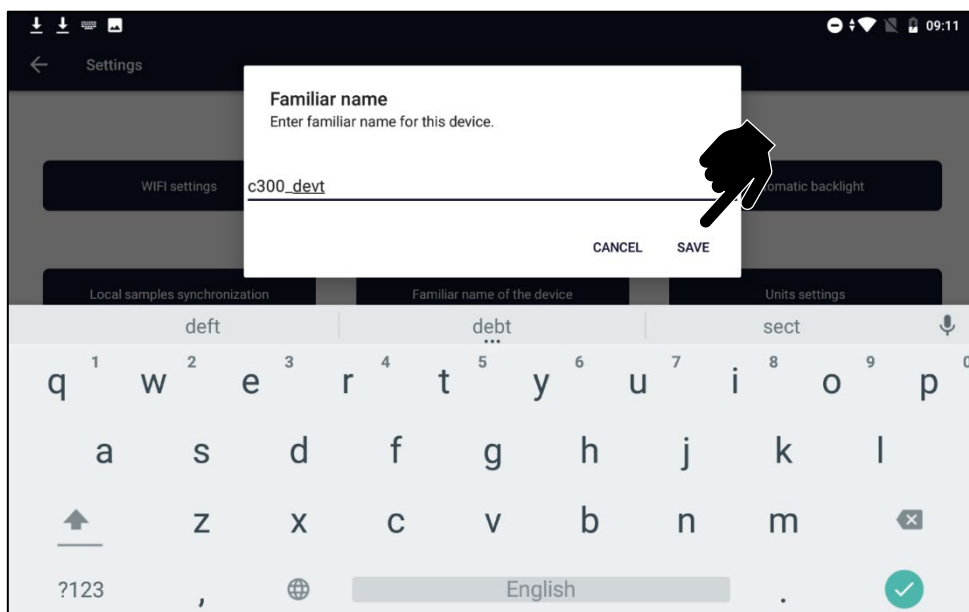 09:11
Settings
Familiar name
Enter familiar name for this device.
WIFI settings
c300_devt
omatic backlight
CANCEL SAVE
Local samples synchronization Familiar name of the device Units settings
deft debt sect
1 2 3 4 5 6 7 8 9 0
q w e r t y u i o p
a s d f g h j k l
z x c v b n m
?123 , English .